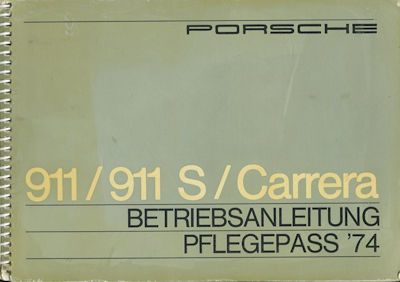 PORSCHE
911/911 S/Carrera
BETRIEBSANLEITUNG
PFLEGEPASS '74